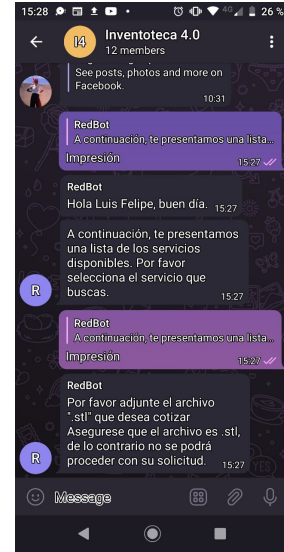 15:28
4G
26 %
I4
Inventoteca 4.0
12 members
See posts, photos and more on
Facebook.
10:31
RedBot
A continuación, te presentamos una lista...
Impresión
15:27
RedBot
Hola Luis Felipe, buen día.
15:27
A continuación, te presentamos
una lista de los servicios
disponibles. Por favor
selecciona el servicio que
buscas.
15:27
R
RedBot
A continuación, te presentamos una lista...
Impresión
15:27
RedBot
Por favor adjunte el archivo
".stl" que desea cotizar
Asegurese que el archivo es .stl,
de lo contrario no se podrá
proceder con su solicitud.
15:27
R
Message